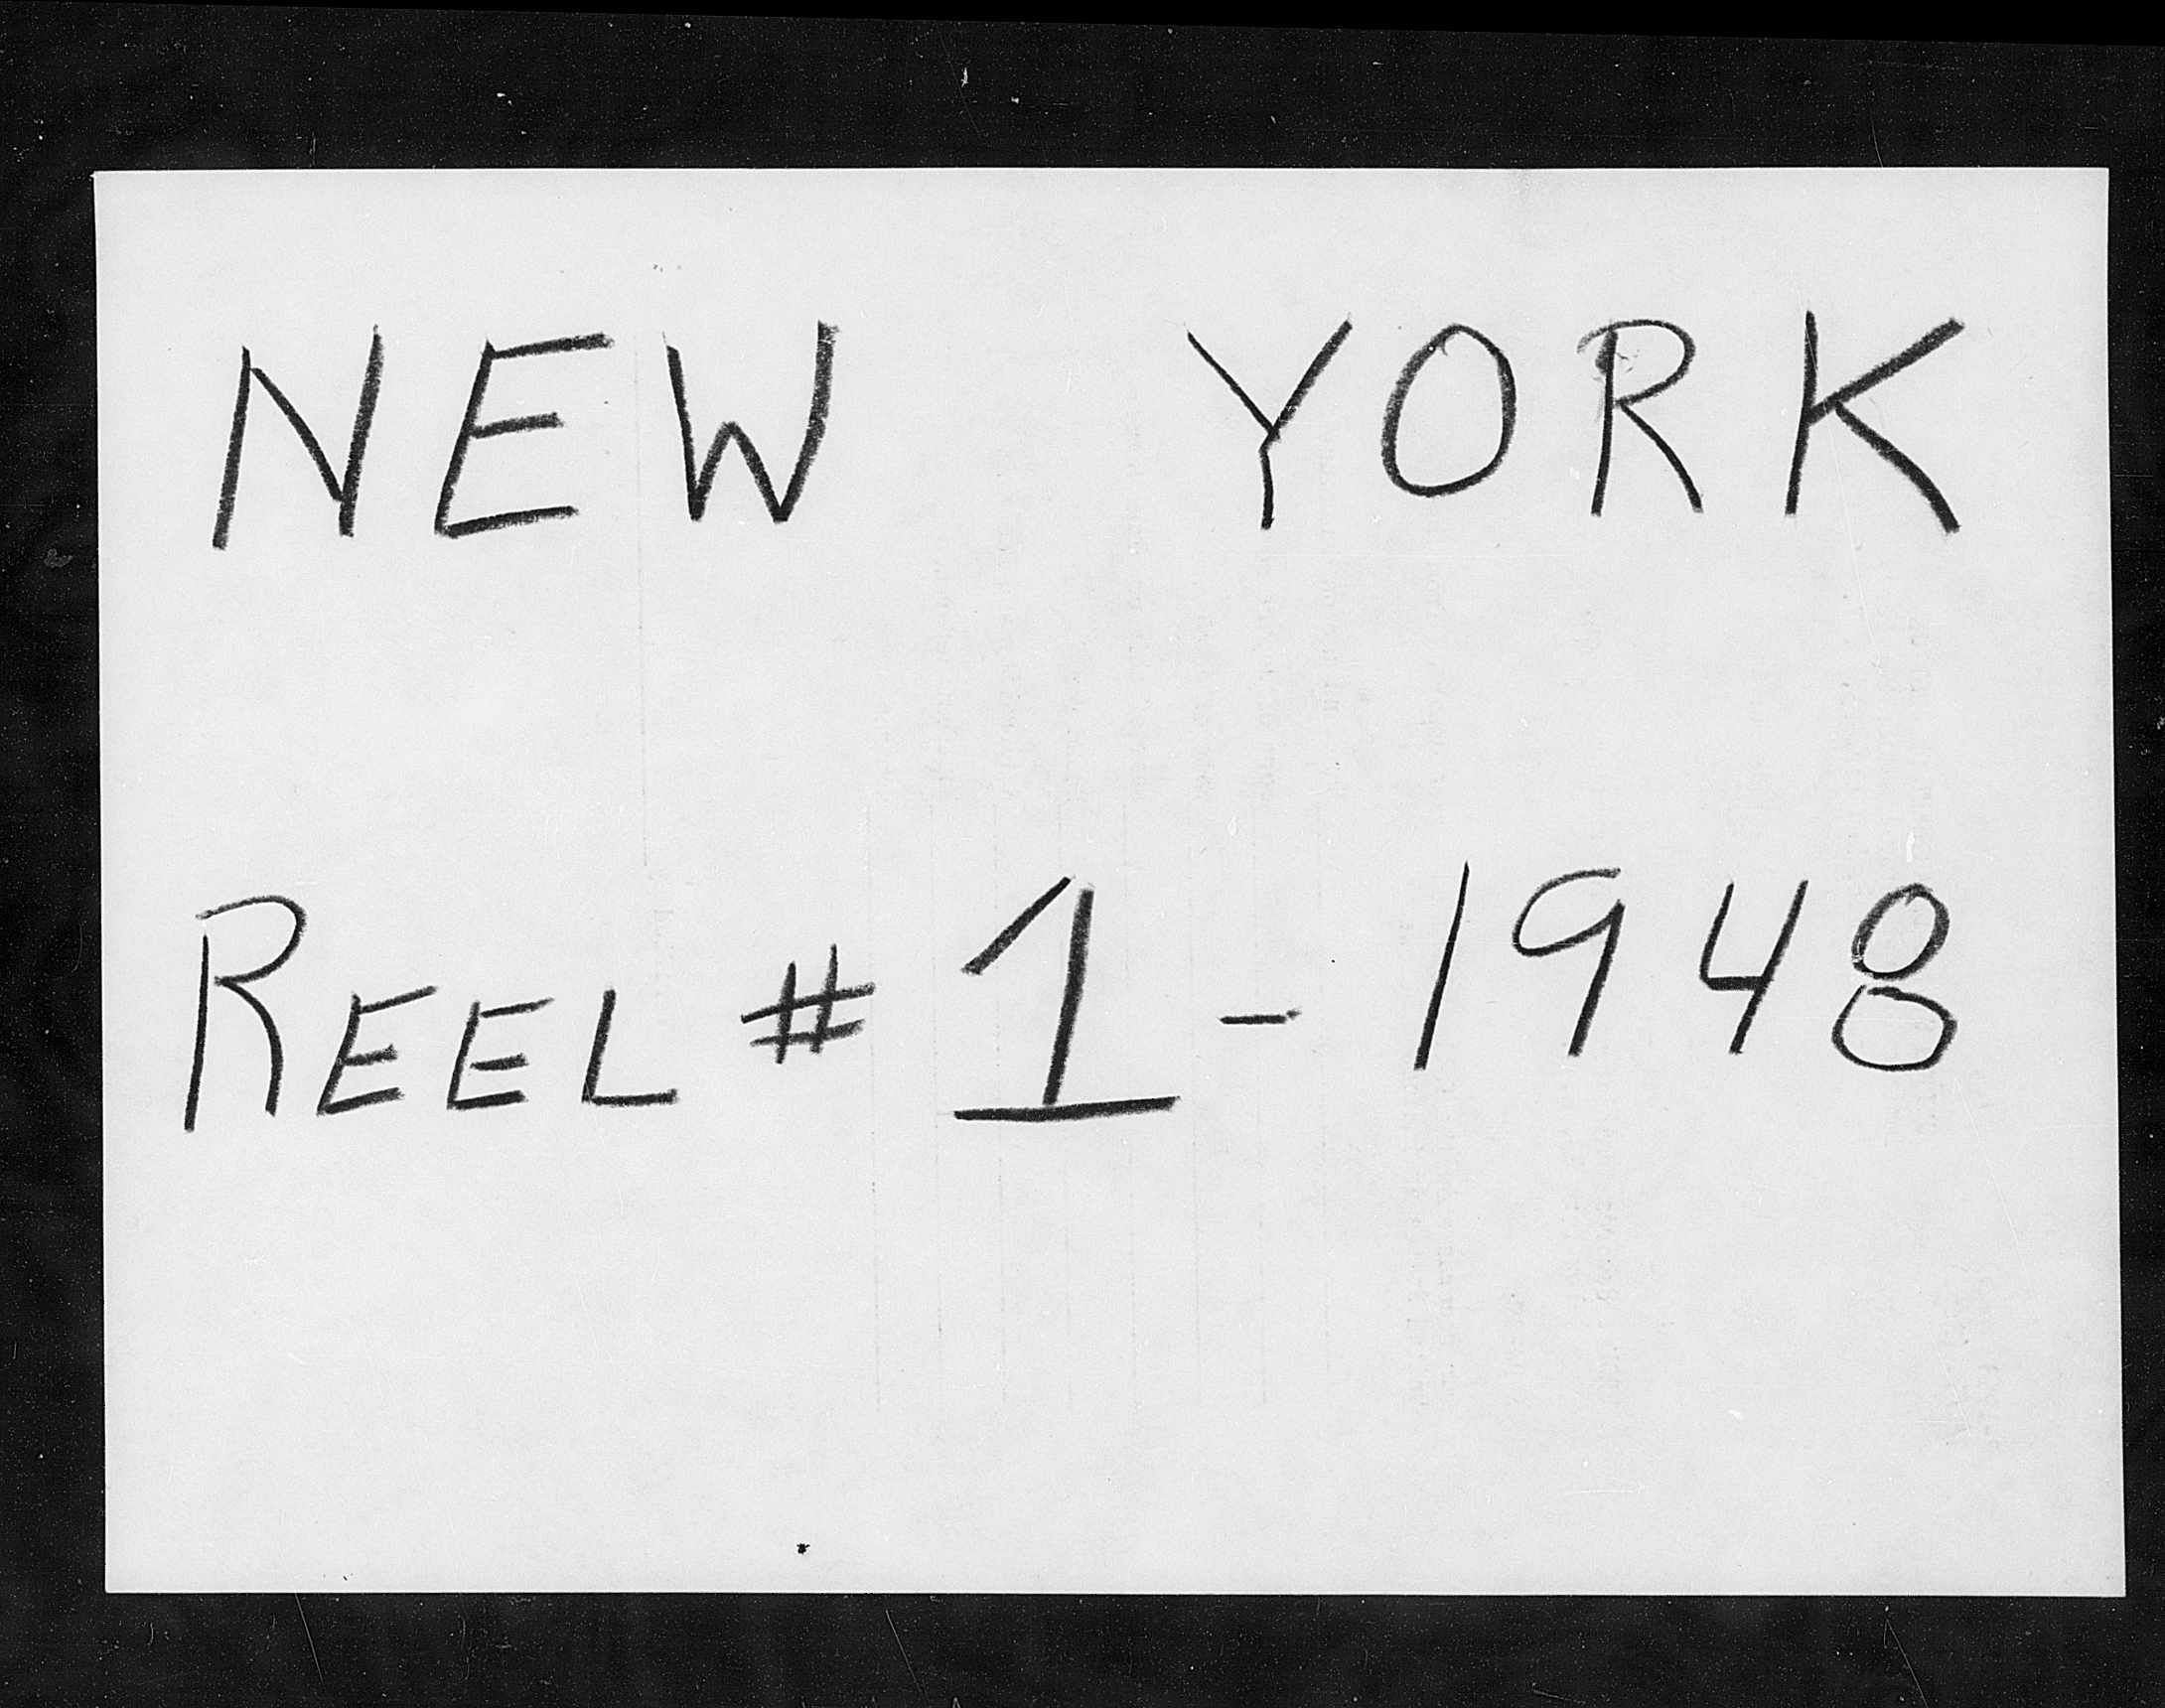 NEW YORK
REEL # 1 - 1948